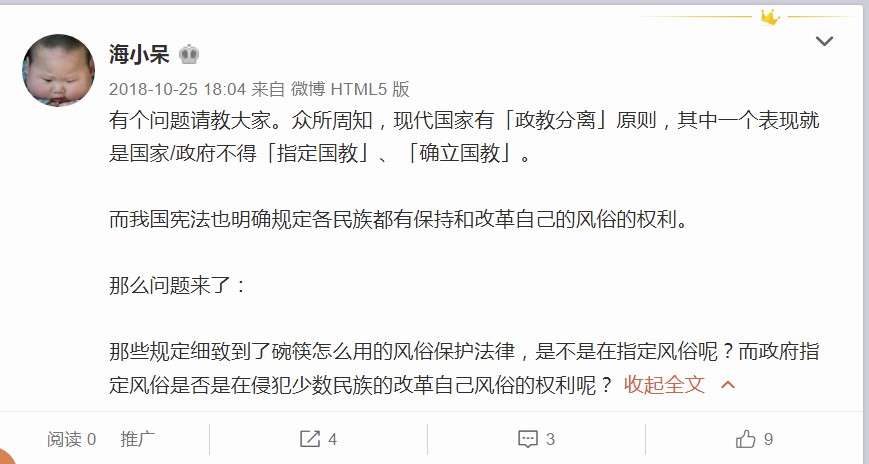 海小呆
2018-10-25 18:04 来自 微博 HTML5 版
有个问题请教大家。众所周知，现代国家有「政教分离」原则，其中一个表现就
是国家/政府不得「指定国教」、「确立国教」。
而我国宪法也明确规定各民族都有保持和改革自己的风俗的权利。
那么问题来了：
那些规定细致到了碗筷怎么用的风俗保护法律，是不是在指定风俗呢？而政府指
定风俗是否是在侵犯少数民族的改革自己风俗的权利呢？ 收起全文
阅读 0 推广 4 3 9